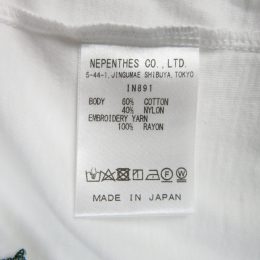 NEPENTHES CO., LTD.
5-44-1, JINGUMAE SHIBUYA, TOKYO
IN891
BODY 60% COTTON
40% NYLON
EMBROIDERY YARN
100% RAYON
MADE IN JAPAN